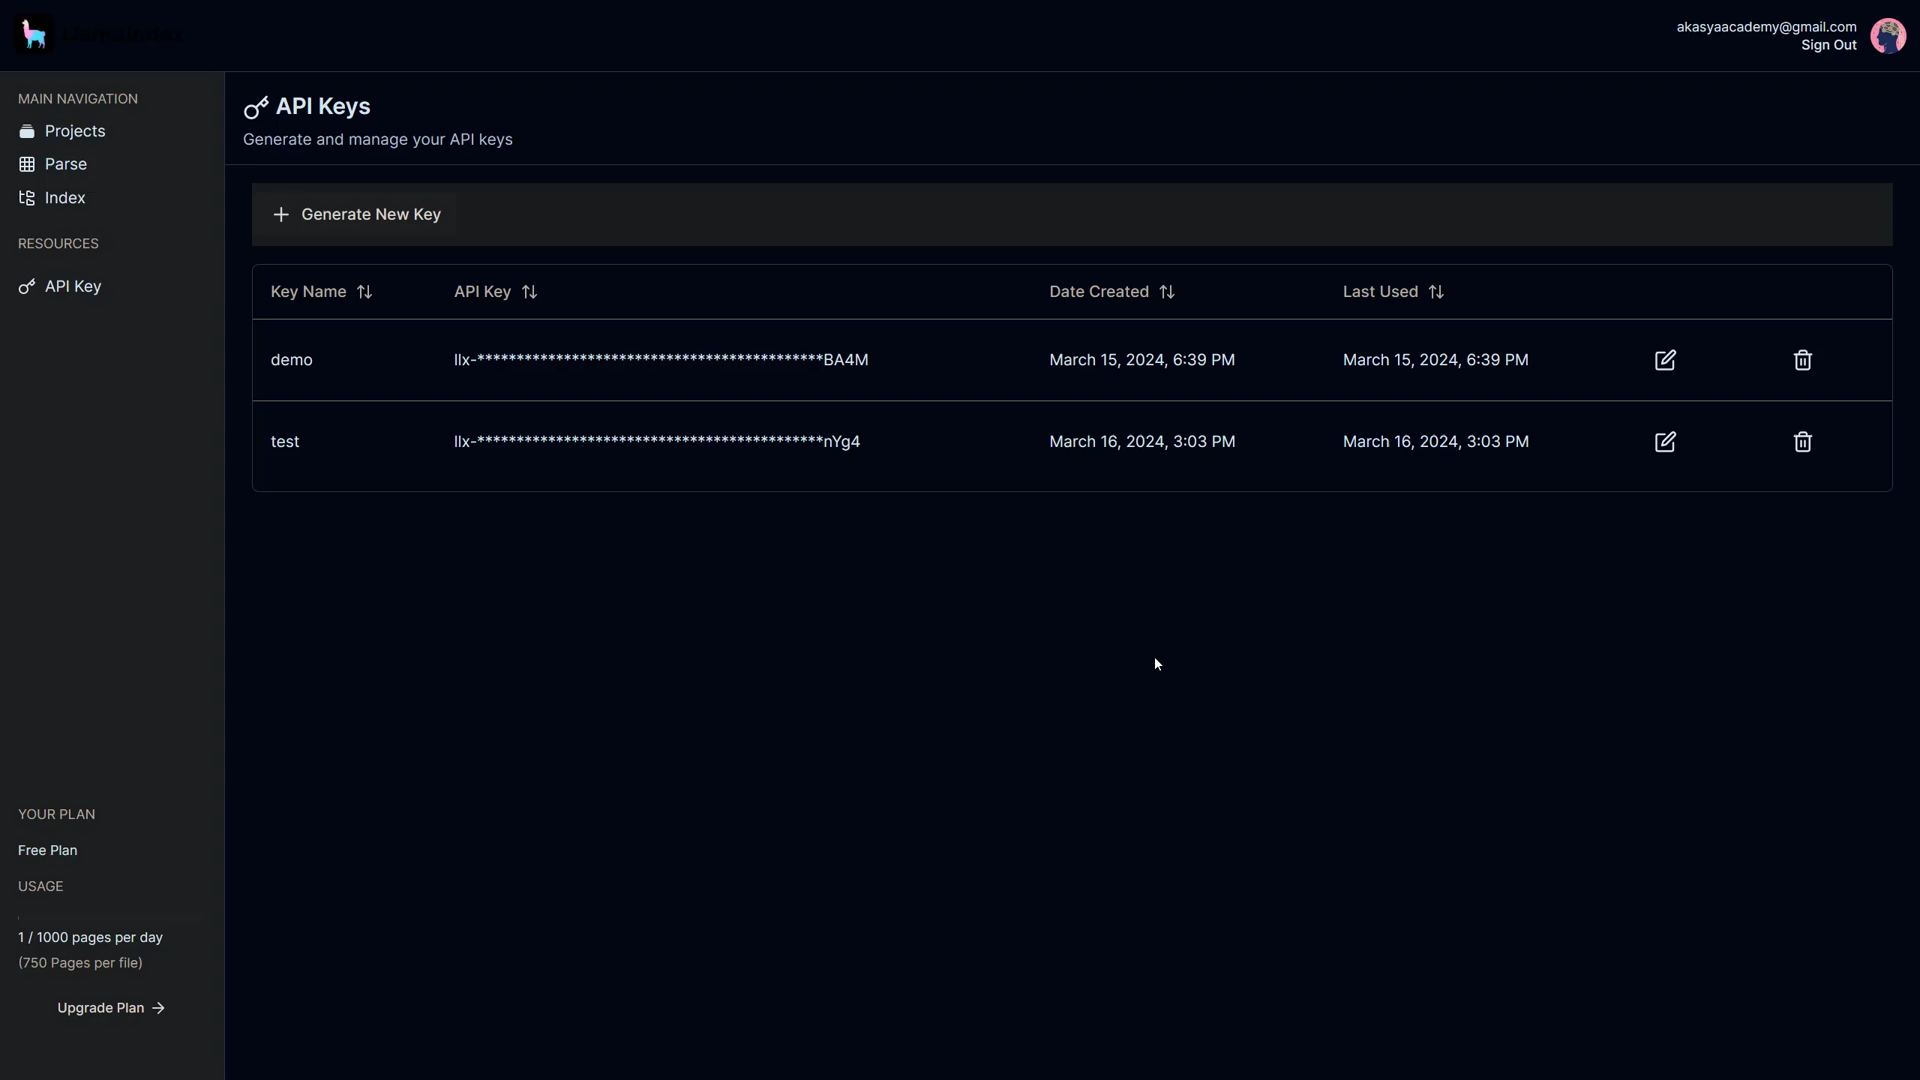 akasyaacademy@gmail.com
Sign Out
MAIN NAVIGATION
Projects
Parse
Index
RESOURCES
API Key
API Keys
Generate and manage your API keys
Generate New Key
Key Name API Key Date Created Last Used
demo llx-********************************************BA4M March 15, 2024, 6:39 PM March 15, 2024, 6:39 PM
test llx-********************************************nYg4 March 16, 2024, 3:03 PM March 16, 2024, 3:03 PM
YOUR PLAN
Free Plan
USAGE
1 / 1000 pages per day
(750 Pages per file)
Upgrade Plan →